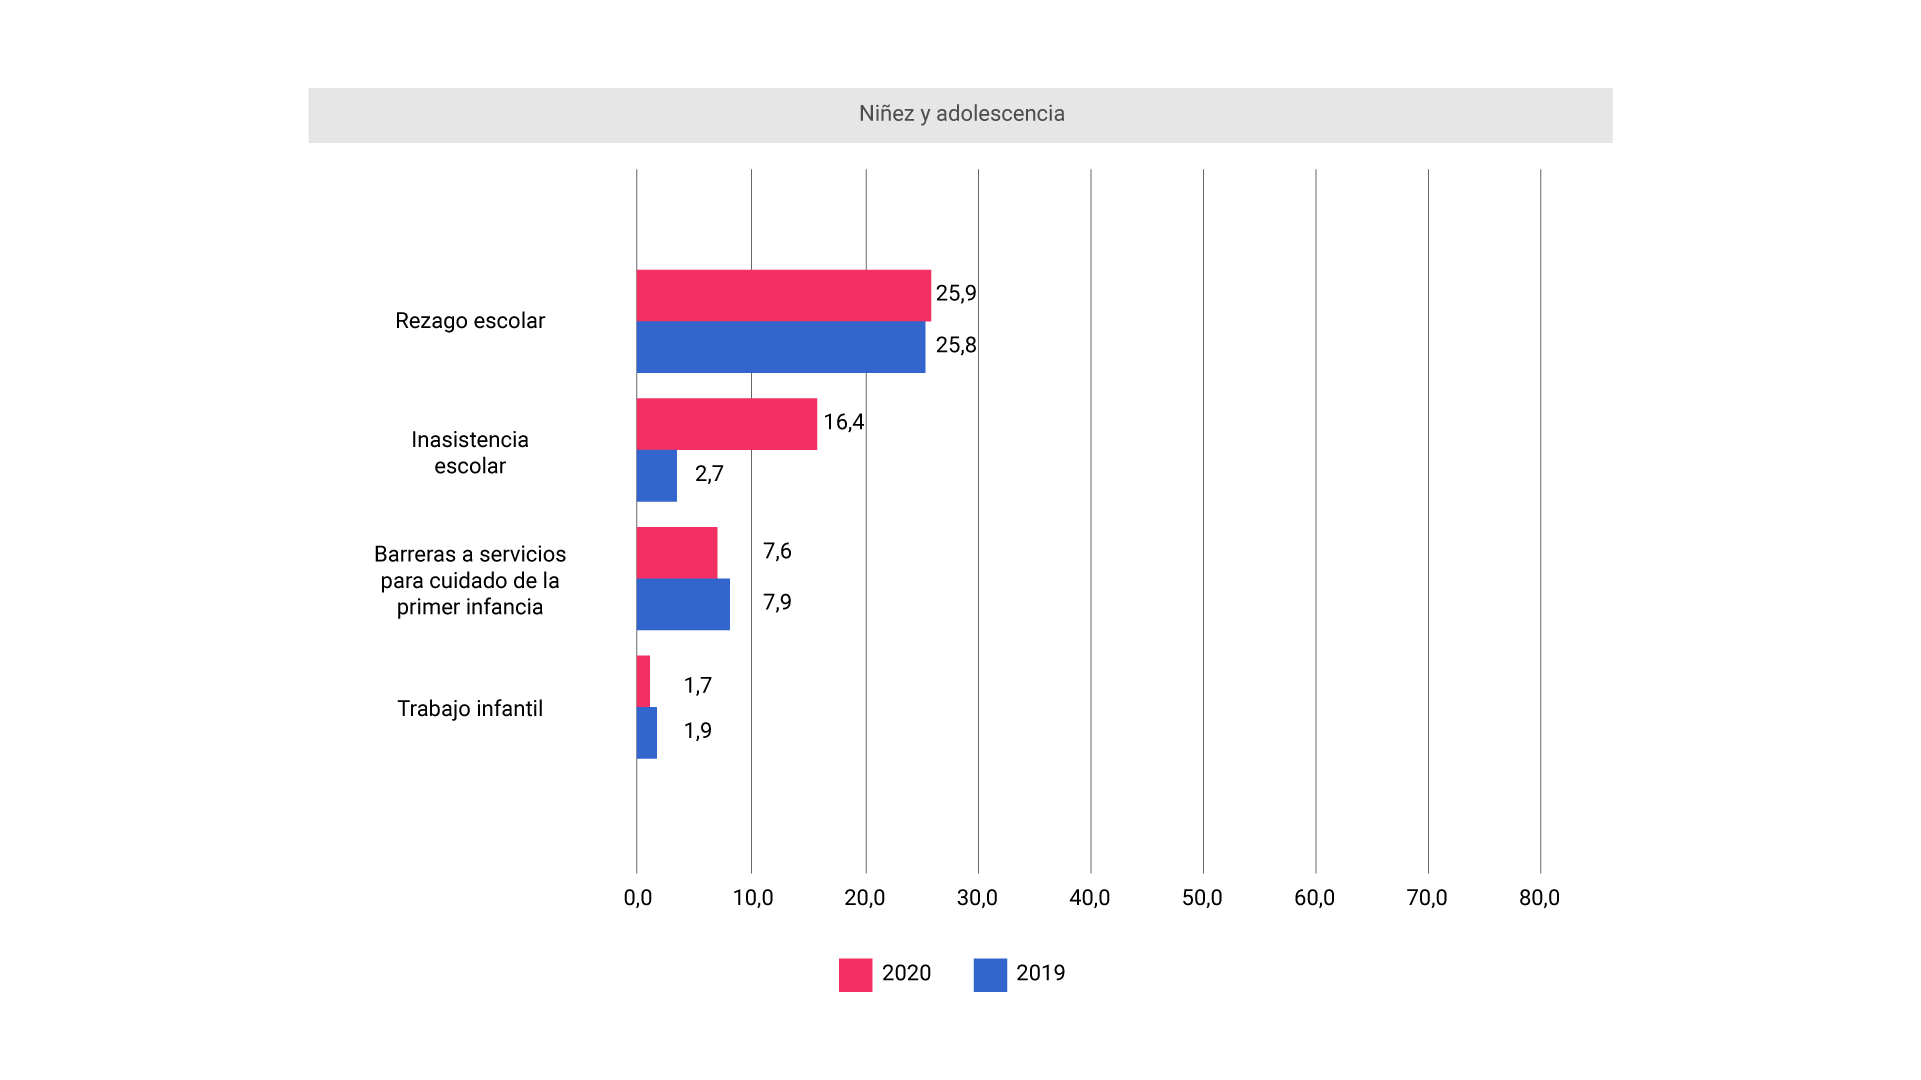 Niñez y adolescencia
Rezago escolar
25,9
25,8
Inasistencia
escolar
16,4
2,7
Barreras a servicios
para cuidado de la
primer infancia
7,6
7,9
Trabajo infantil
1,7
1,9
0,0 10,0 20,0 30,0 40,0 50,0 60,0 70,0 80,0
2020 2019